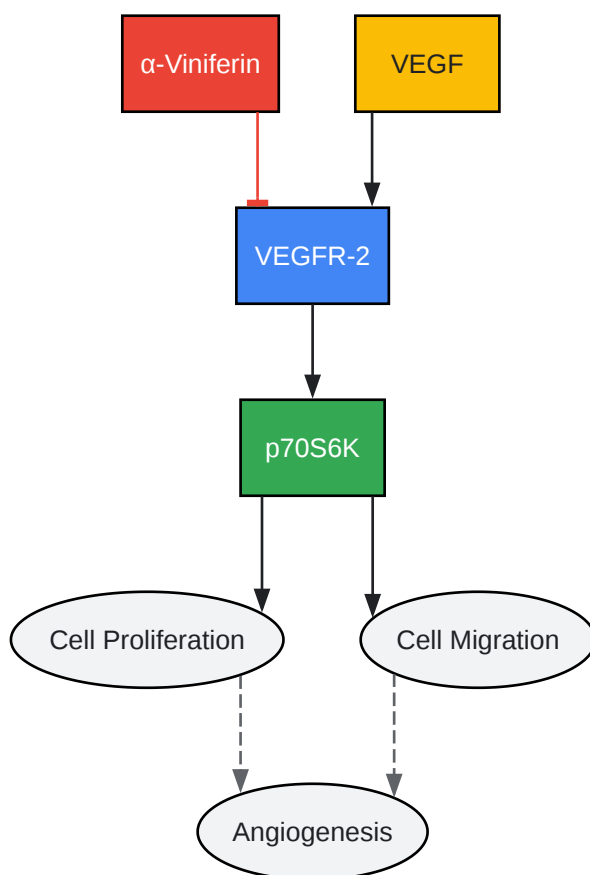 α-Viniferin
VEGF
VEGFR-2
p70S6K
Cell Proliferation
Cell Migration
Angiogenesis